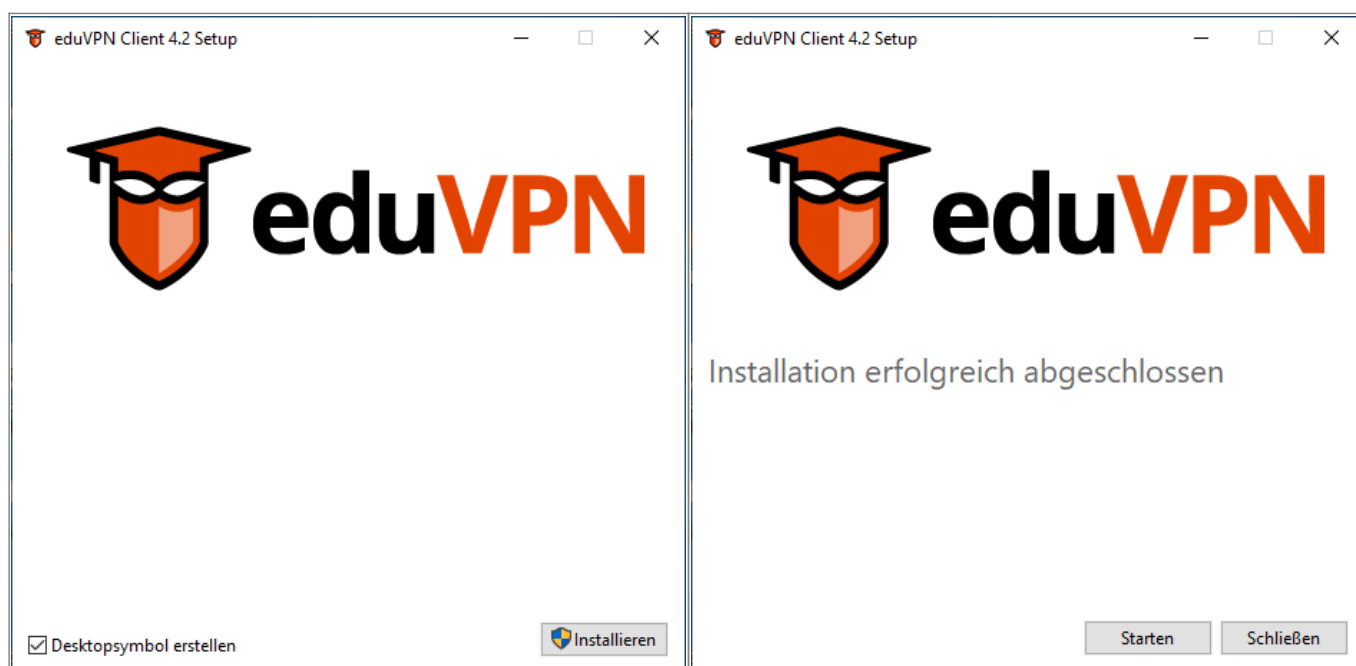 eduVPN Client 4.2 Setup
eduVPN
Desktopsymbol erstellen
Installieren
eduVPN Client 4.2 Setup
eduVPN
Installation erfolgreich abgeschlossen
Starten
Schließen